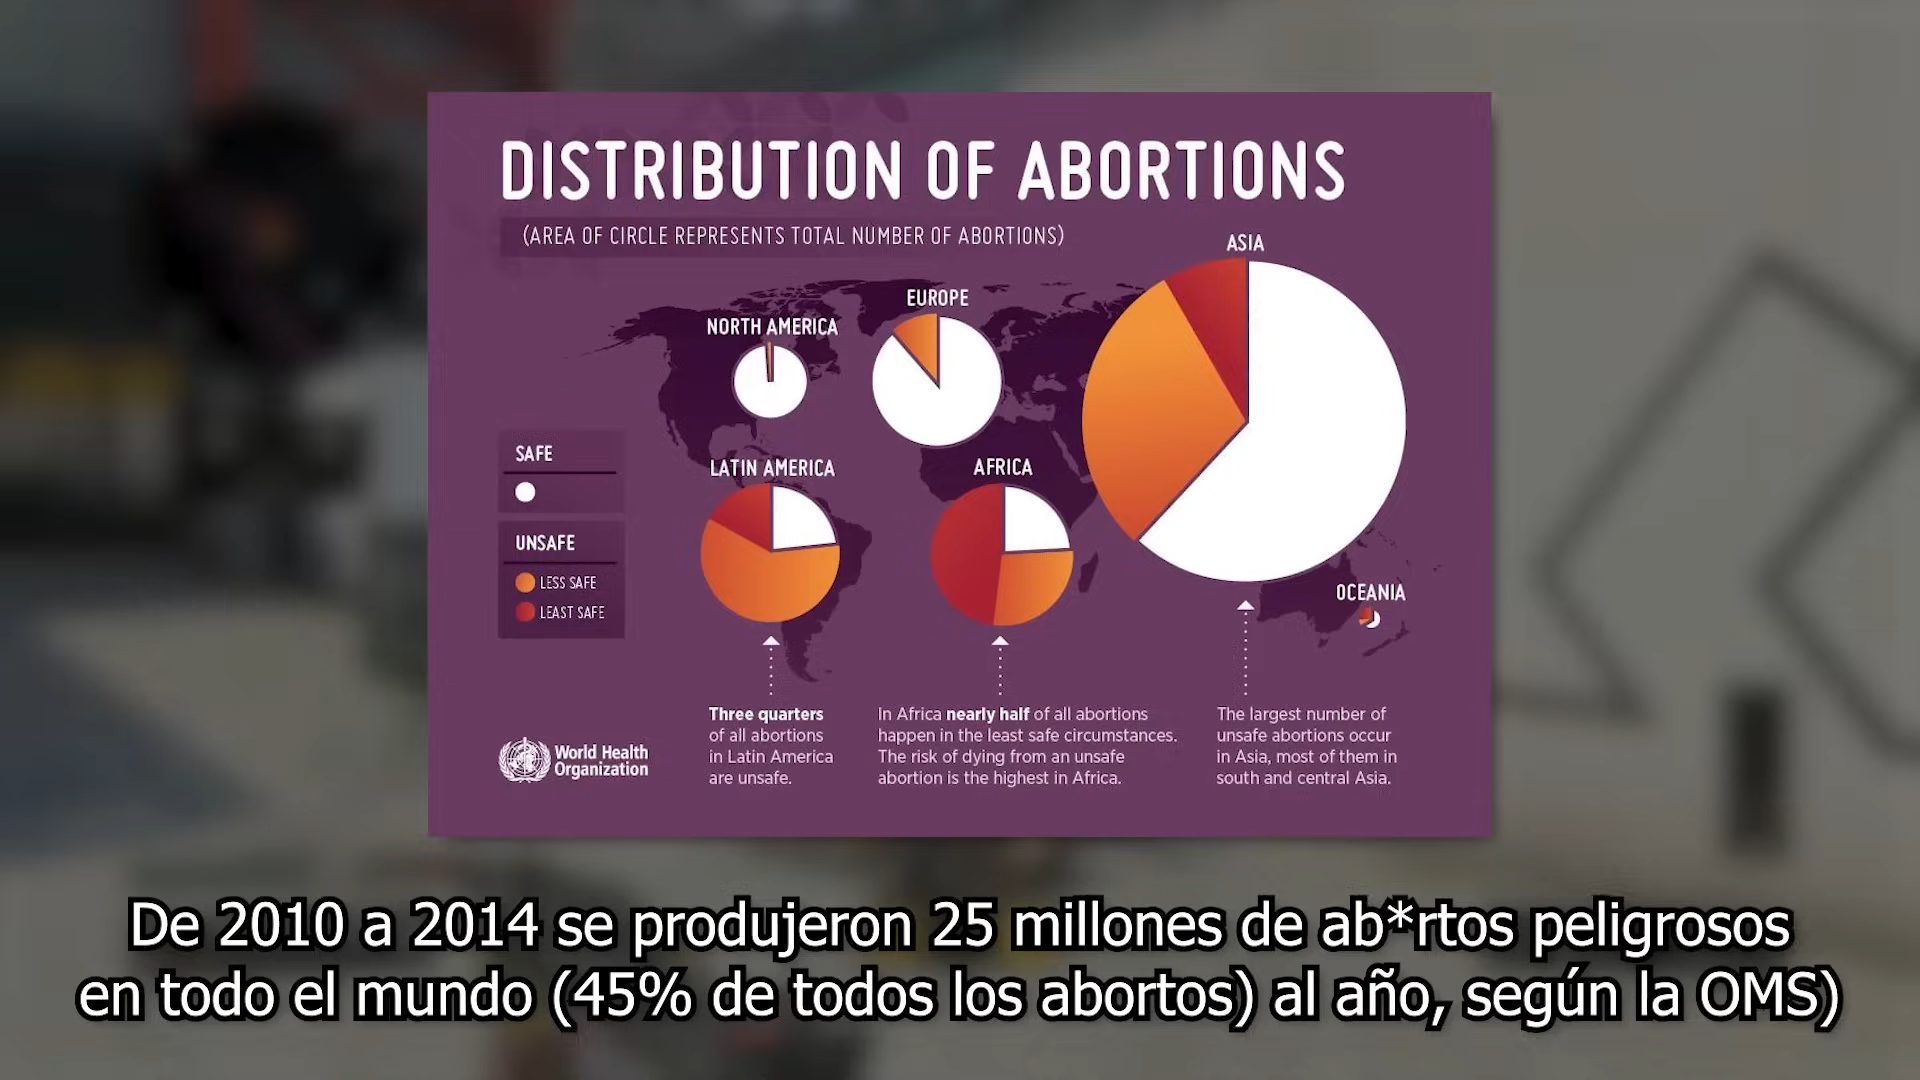 DISTRIBUTION OF ABORTIONS
(AREA OF CIRCLE REPRESENTS TOTAL NUMBER OF ABORTIONS)
ASIA
EUROPE
NORTH AMERICA
LATIN AMERICA
AFRICA
OCEANIA
SAFE
UNSAFE
LESS SAFE
LEAST SAFE
Three quarters
of all abortions
in Latin America
are unsafe.
In Africa nearly half of all abortions
happen in the least safe circumstances.
The risk of dying from an unsafe
abortion is the highest in Africa.
The largest number of
unsafe abortions occur
in Asia, most of them in
south and central Asia.
World Health
Organization
De 2010 a 2014 se produjeron 25 millones de ab*rtos peligrosos
en todo el mundo (45% de todos los abortos) al año, según la OMS)